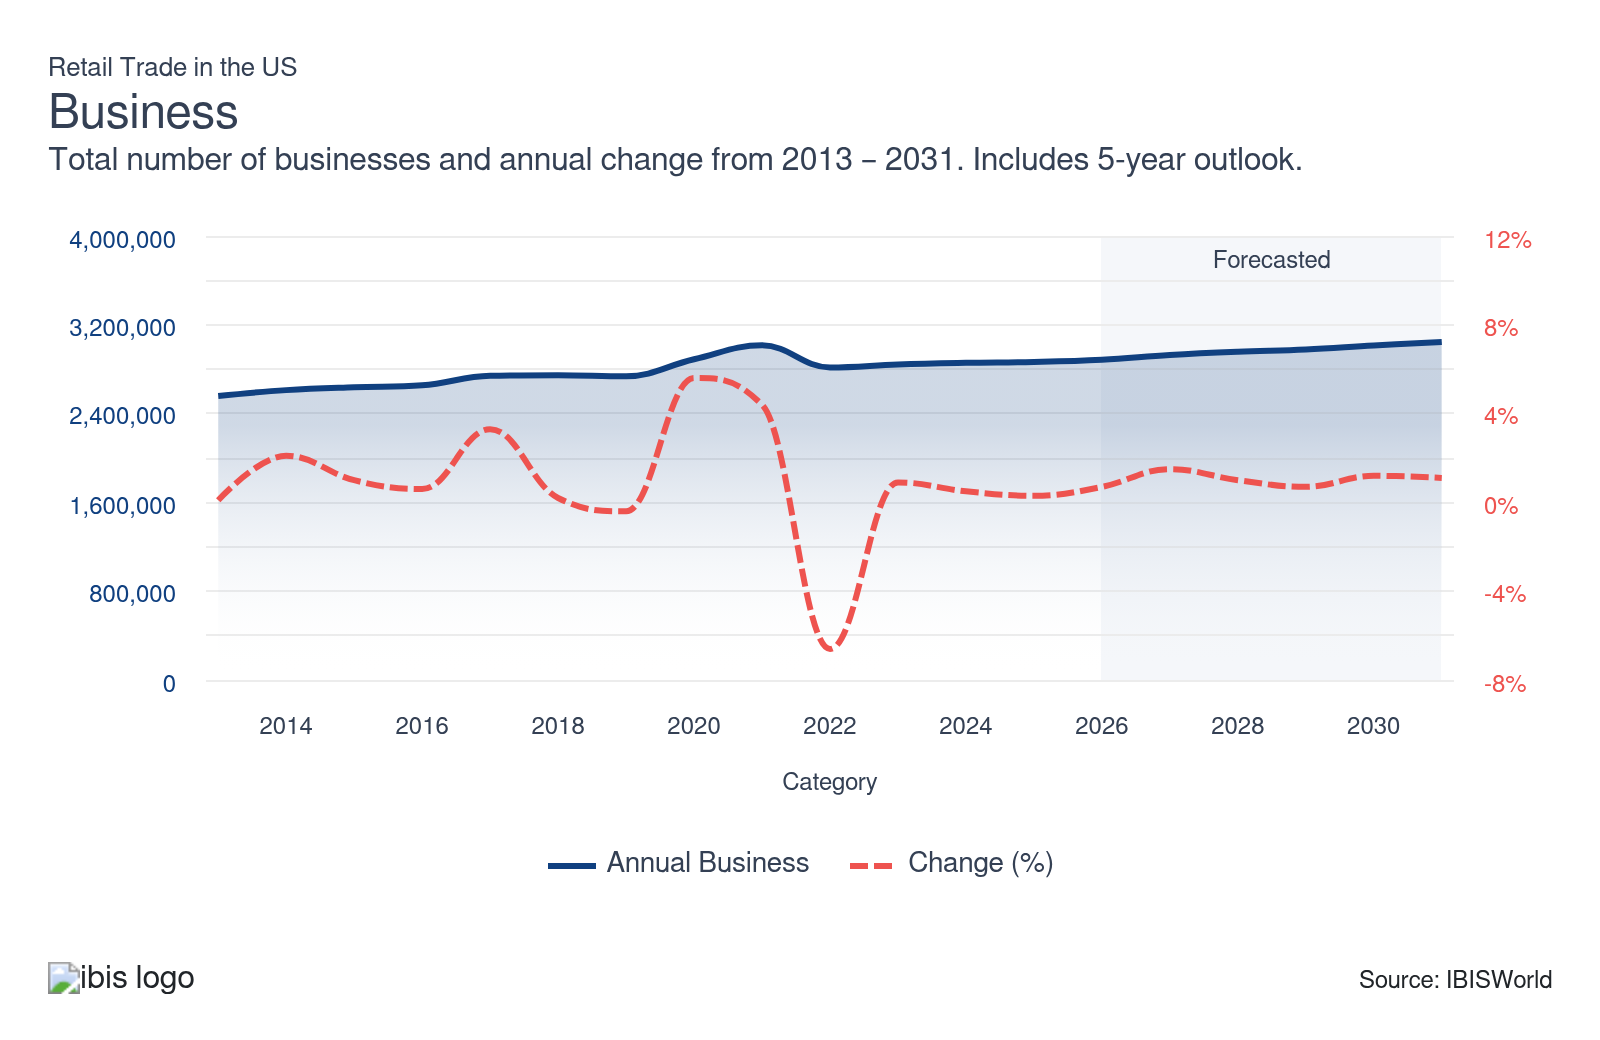 Retail Trade in the US
Business
Total number of businesses and annual change from 2013 – 2031. Includes 5-year outlook.
4,000,000
3,200,000
2,400,000
1,600,000
800,000
0
Forecasted
12%
8%
4%
0%
-4%
-8%
2014 2016 2018 2020 2022 2024 2026 2028 2030
Category
Annual Business Change (%)
ibis logo
Source: IBISWorld